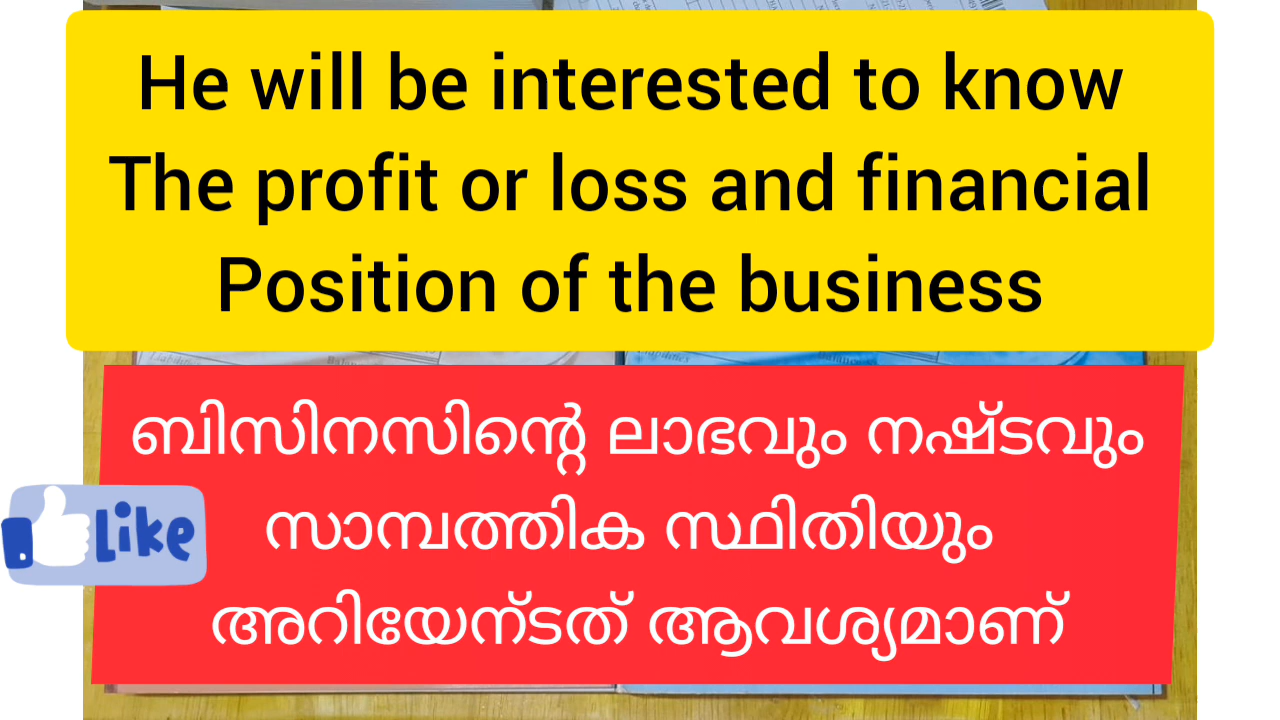 He will be interested to know
The profit or loss and financial
Position of the business
ബിസിനസിന്റെ ലാഭവും നഷ്ടവും
സാമ്പത്തിക സ്ഥിതിയും
അറിയേന്ടത് ആവശ്യമാണ്
like